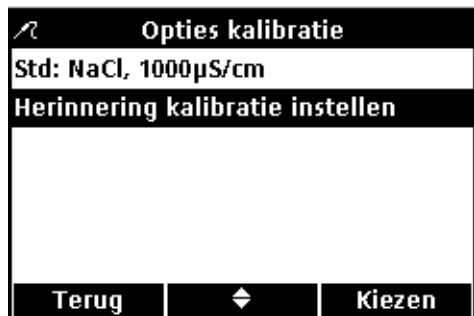 Opties kalibratie
Std: NaCl, 1000µS/cm
Herinnering kalibratie instellen
Terug
Kiezen